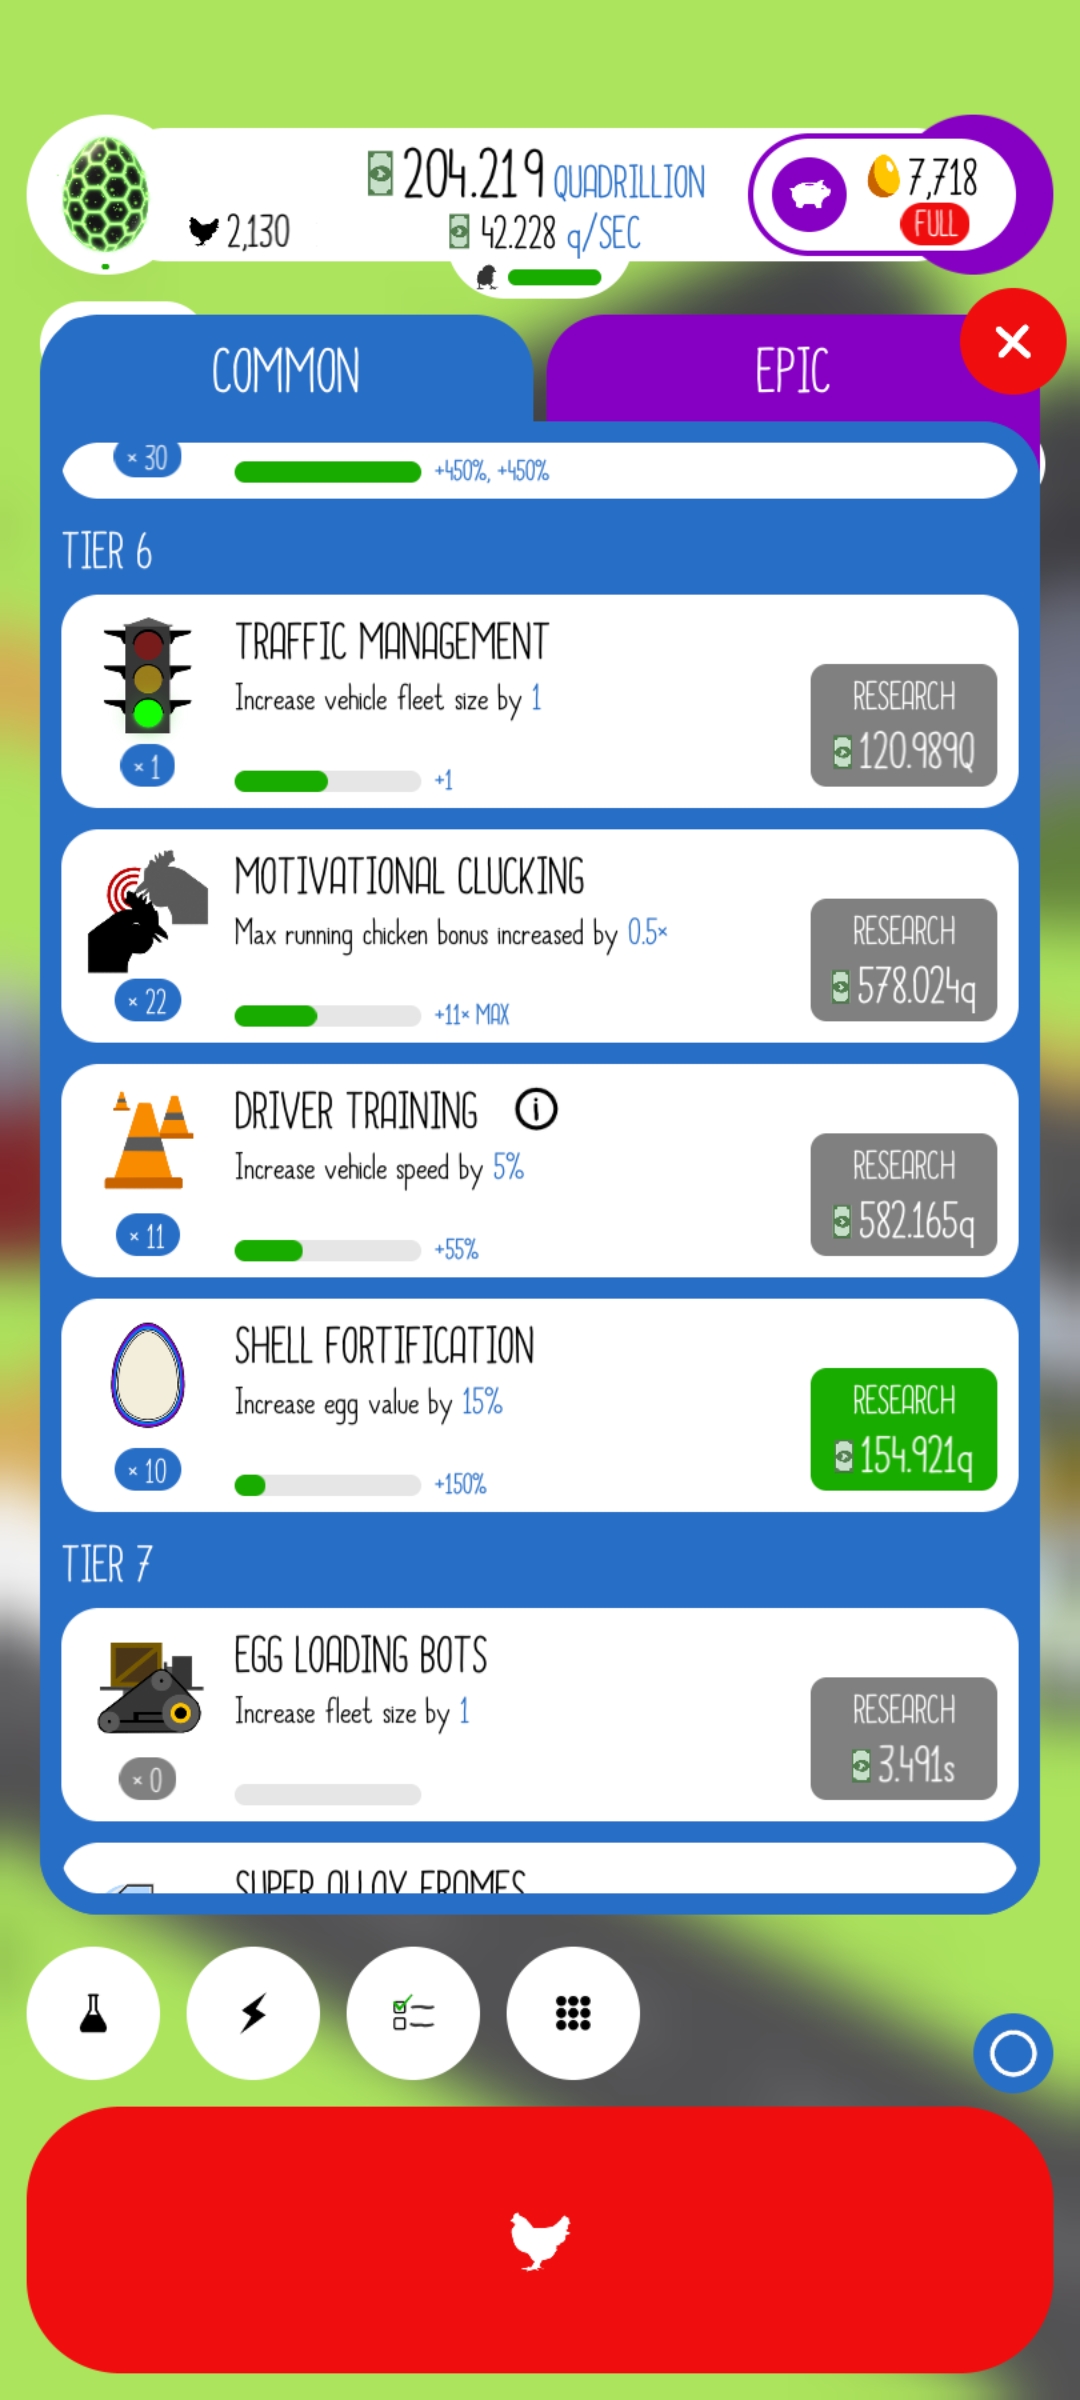 204.219 QUADRILLION
2,130
42.228 q/SEC
7,718
FULL
COMMON
EPIC
× 30
+450%, +450%
TIER 6
TRAFFIC MANAGEMENT
Increase vehicle fleet size by 1
RESEARCH
120.989Q
× 1
+1
MOTIVATIONAL CLUCKING
Max running chicken bonus increased by 0.5×
RESEARCH
578.024q
× 22
+11× MAX
DRIVER TRAINING
Increase vehicle speed by 5%
RESEARCH
582.165q
× 11
+55%
SHELL FORTIFICATION
Increase egg value by 15%
RESEARCH
154.921q
× 10
+150%
TIER 7
EGG LOADING BOTS
Increase fleet size by 1
RESEARCH
3.491s
× 0
SUPER ALLOY FRAMES